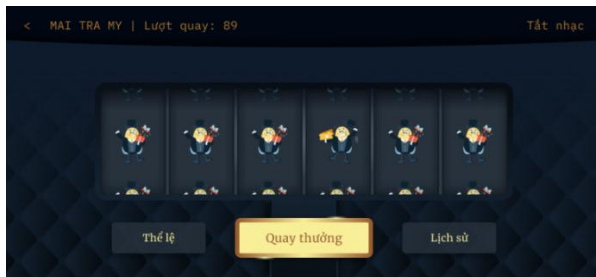 < MAI TRA MY | Lượt quay: 89
Tắt nhạc
Thể lệ
Quay thưởng
Lịch sử